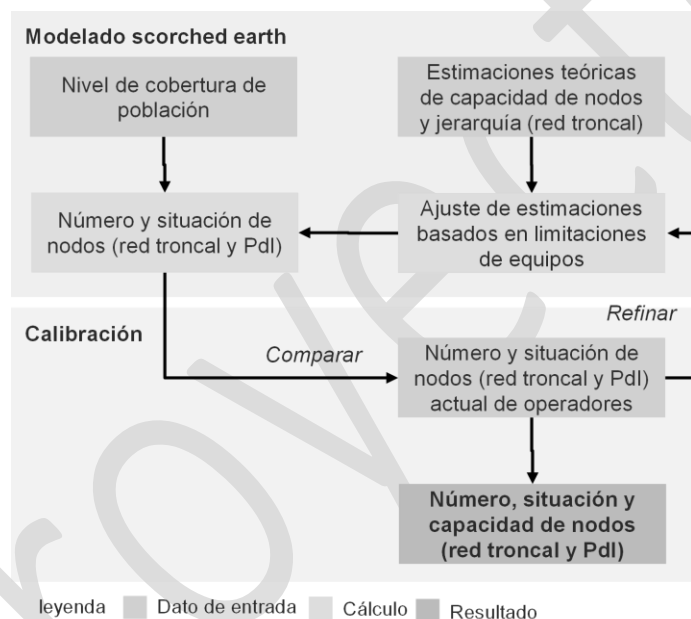 Modelado scorched earth
Nivel de cobertura de
población
Estimaciones teóricas
de capacidad de nodos
y jerarquía (red troncal)
Número y situación de
nodos (red troncal y PdI)
Ajuste de estimaciones
basados en limitaciones
de equipos
Refinar
Calibración
Comparar
Número y situación de
nodos (red troncal y PdI)
actual de operadores
Número, situación y
capacidad de nodos
(red troncal y PdI)
leyenda Dato de entrada Cálculo Resultado